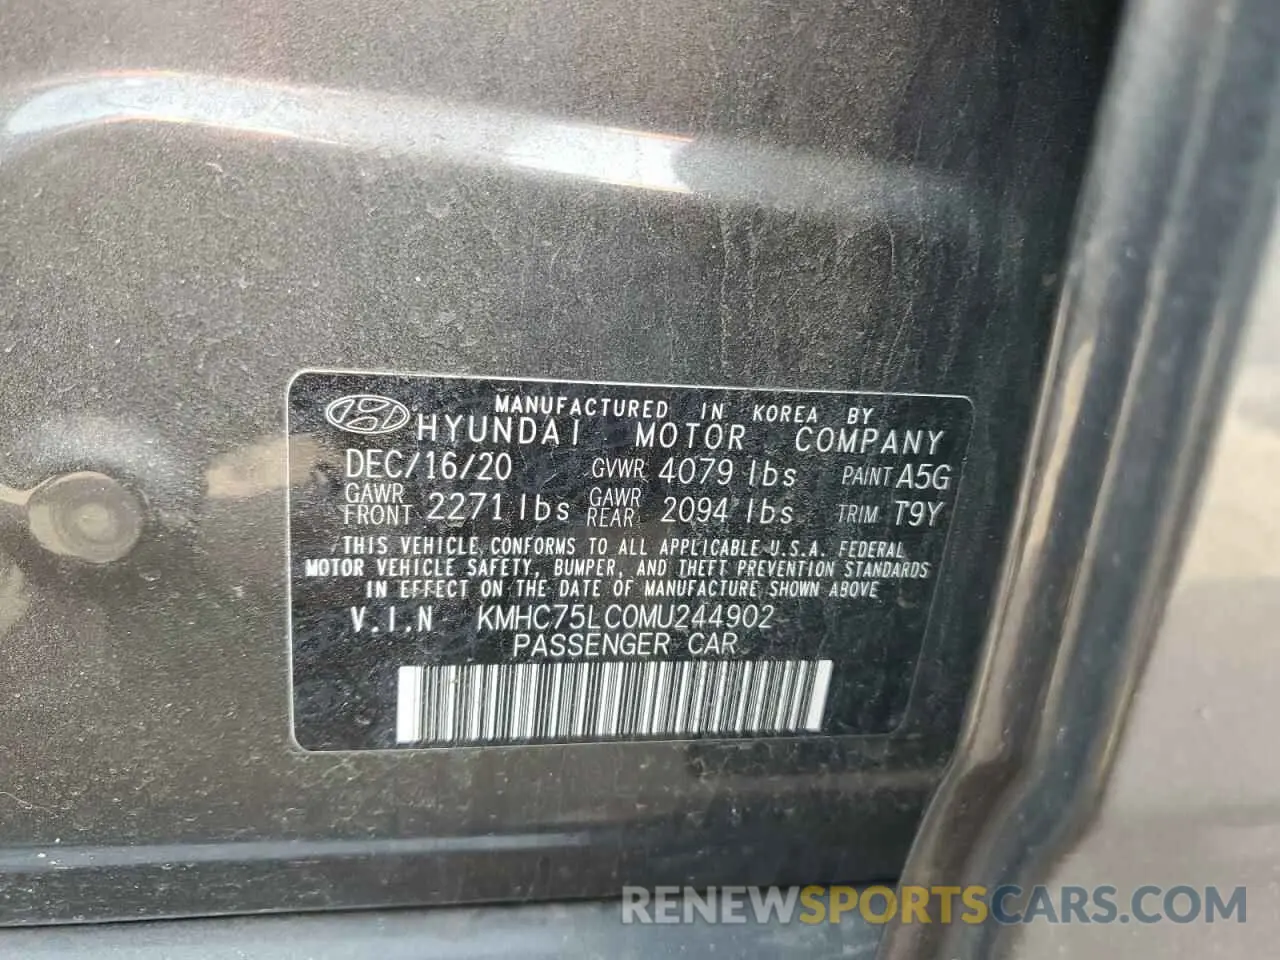 MANUFACTURED IN KOREA BY
HYUNDAI MOTOR COMPANY
DEC/16/20 GVWR 4079 lbs PAINT A5G
GAWR FRONT 2271 lbs GAWR REAR 2094 lbs TRIM T9Y
THIS VEHICLE CONFORMS TO ALL APPLICABLE U.S.A. FEDERAL
MOTOR VEHICLE SAFETY, BUMPER, AND THEFT PREVENTION STANDARDS
IN EFFECT ON THE DATE OF MANUFACTURE SHOWN ABOVE
V.I.N KMHC75LC0MU244902
PASSENGER CAR
RENEWSPORTSCARS.COM